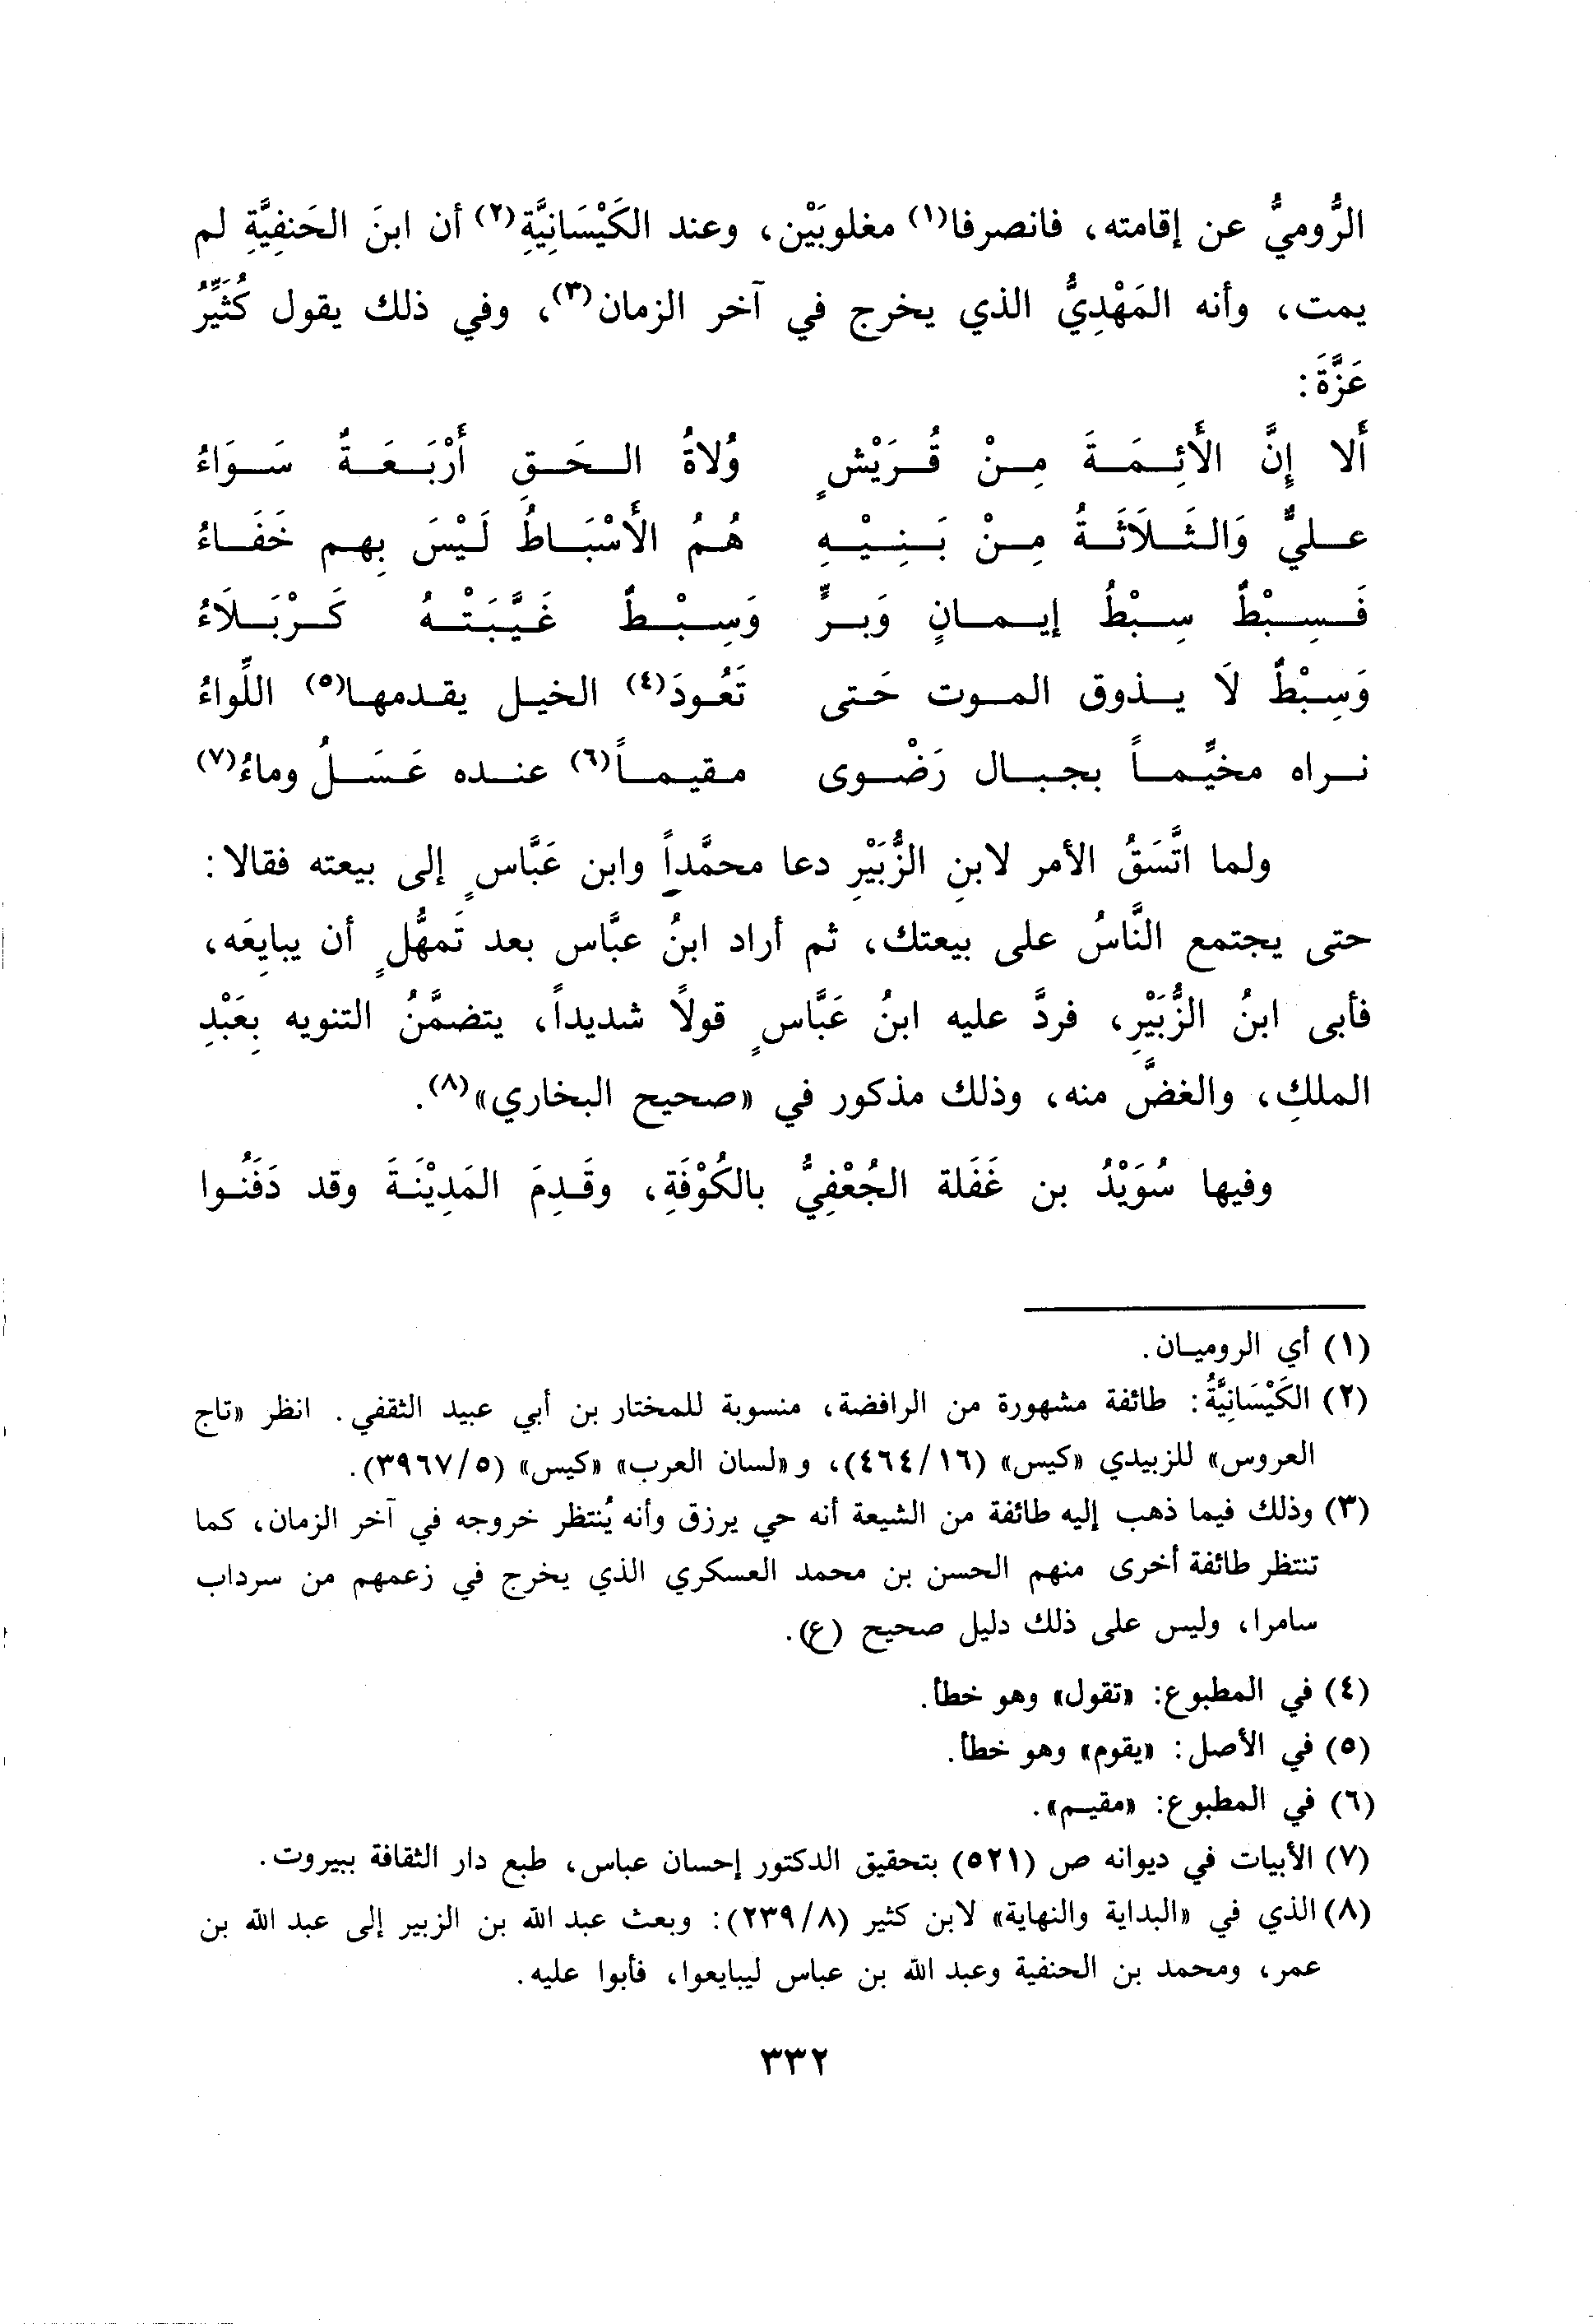 الرُّوميُّ عن إقامته، فانصرفا(١) مغلوبَيْن، وعند الكَيْسَانِيَّةِ(٢) أن ابنَ الحَنفِيَّةِ لم
يمت، وأنه المَهْدِيُّ الذي يخرج في آخر الزمان(٣)، وفي ذلك يقول كُثَيِّرُ
عَزَّةَ:
أَلا إِنَّ الأَئِمَةَ مِنْ قُرَيْشٍ وُلاةُ الحَقِ أَرْبَعَةٌ سَوَاءُ
عليٌّ وَالثَلاَثَةُ مِنْ بَنِيْهِ هُمُ الأَسْبَاطُ لَيْسَ بِهم خَفَاءُ
فَسِبْطٌ سِبْطُ إيمانٍ وَبرٍّ وَسِبْطٌ غَيَّبَتْهُ كَرْبَلاَءُ
وَسِبْطٌ لاَ يذوق الموت حَتى تَعُودَ(٤) الخيل يقدمها(٥) اللِّواءُ
نراه مخيِّماً بجبال رَضْوى مقيماً(٦) عنده عَسَلُ وماءُ(٧)
ولما اتَّسَقُ الأمر لابنِ الزُّبَيْرِ دعا محمَّداً وابن عَبَّاسٍ إلى بيعته فقالا:
حتى يجتمع النَّاسُ على بيعتك، ثم أراد ابنُ عبَّاس بعد تَمهُّلٍ أن يبايِعَه،
فأبى ابنُ الزُّبَيْرِ، فردَّ عليه ابنُ عَبَّاسٍ قولاً شديداً، يتضمَّنُ التنويه بِعَبْدِ
الملكِ، والغضَّ منه، وذلك مذكور في «صحيح البخاري»(٨).
وفيها سُوَيْدُ بن غَفَلة الجُعْفِيُّ بالكُوْفَةِ، وقَدِمَ المَدِيْنَةَ وقد دَفَنُوا
(١) أي الروميان.
(٢) الكَيْسَانِيَّةُ: طائفة مشهورة من الرافضة، منسوبة للمختار بن أبي عبيد الثقفي. انظر «تاج
العروس» للزبيدي «كيس» (٤٦٤/١٦)، و«لسان العرب» «كيس» (٣٩٦٧/٥).
(٣) وذلك فيما ذهب إليه طائفة من الشيعة أنه حي يرزق وأنه يُنتظر خروجه في آخر الزمان، كما
تنتظر طائفة أخرى منهم الحسن بن محمد العسكري الذي يخرج في زعمهم من سرداب
سامرا، وليس على ذلك دليل صحيح (ع).
(٤) في المطبوع: «تقول» وهو خطأ.
(٥) في الأصل: «يقوم» وهو خطأ.
(٦) في المطبوع: «مقيم».
(٧) الأبيات في ديوانه ص (٥٢١) بتحقيق الدكتور إحسان عباس، طبع دار الثقافة ببيروت.
(٨) الذي في «البداية والنهاية» لابن كثير (٢٣٩/٨): وبعث عبد الله بن الزبير إلى عبد الله بن
عمر، ومحمد بن الحنفية وعبد الله بن عباس ليبايعوا، فأبوا عليه.
٣٣٢